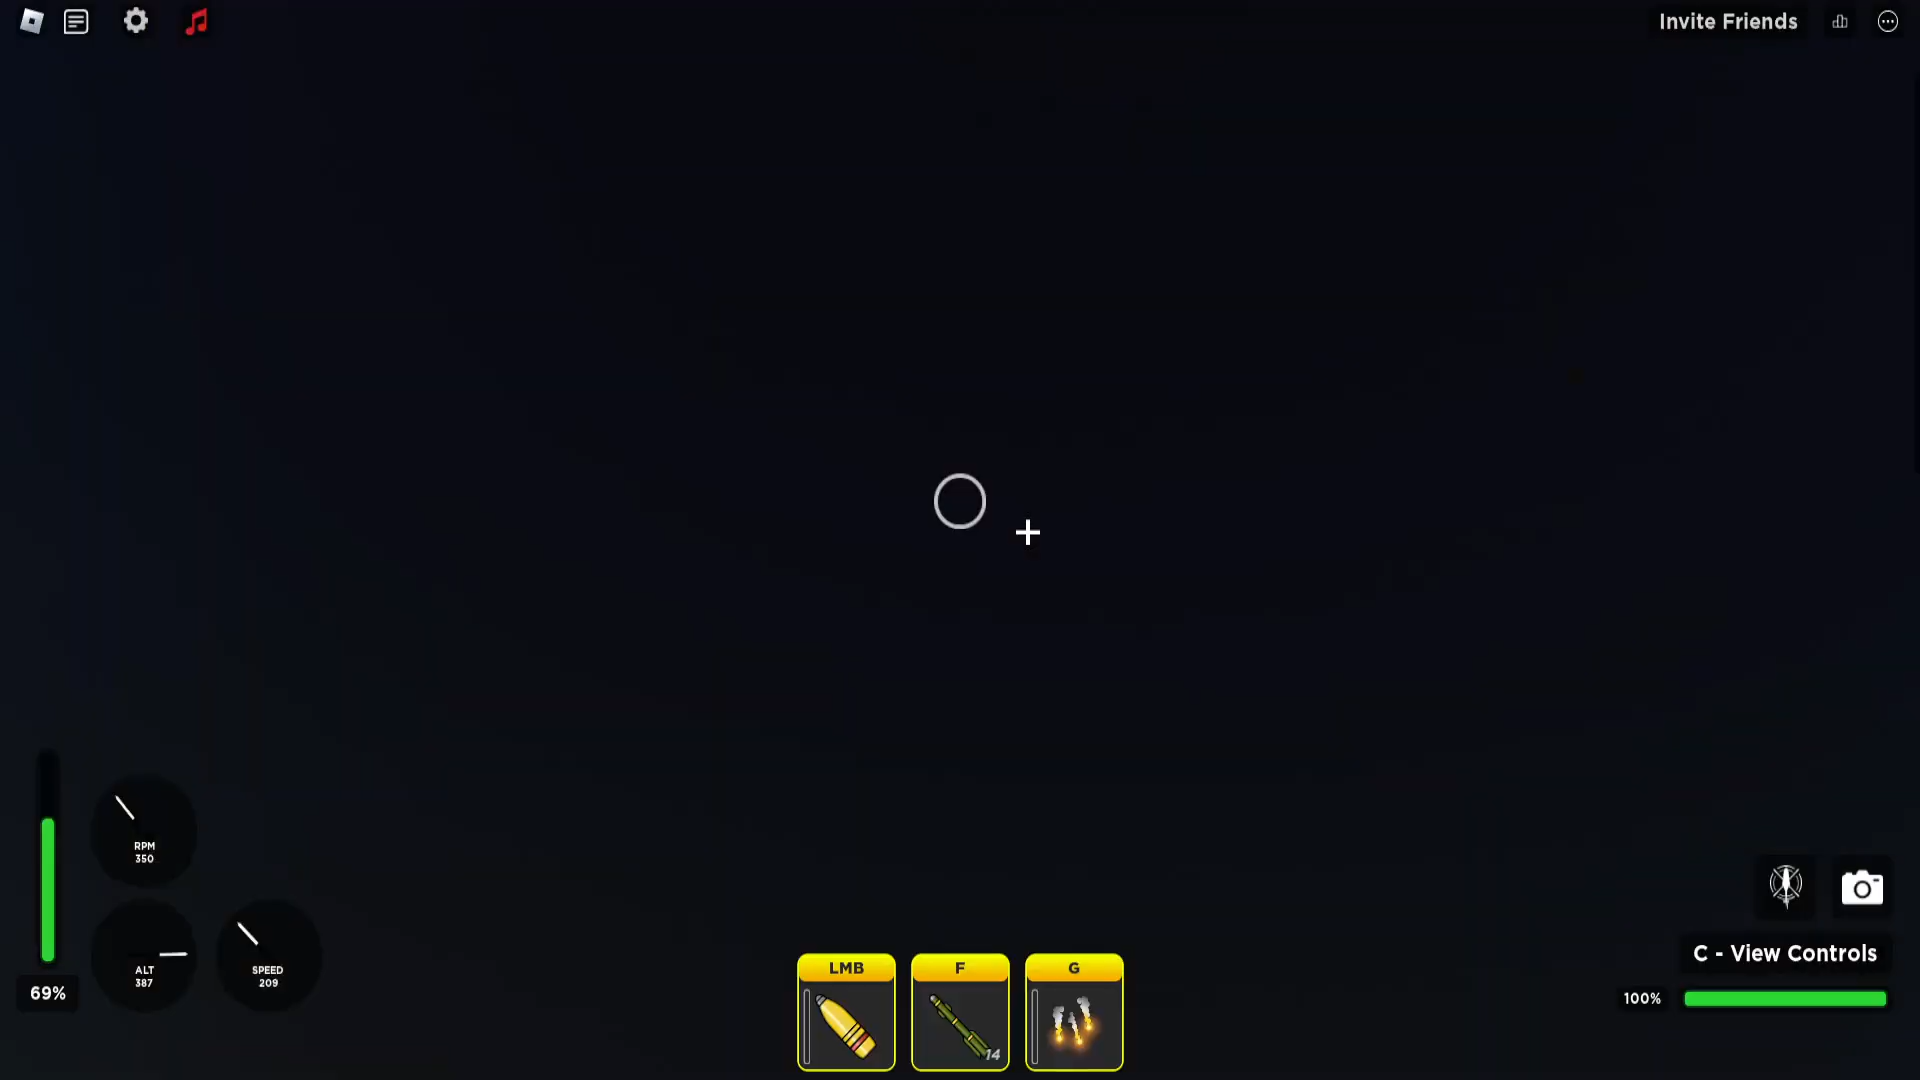 Invite Friends
RPM
350
ALT
387
SPEED
209
69%
LMB
F
G
14
C - View Controls
100%